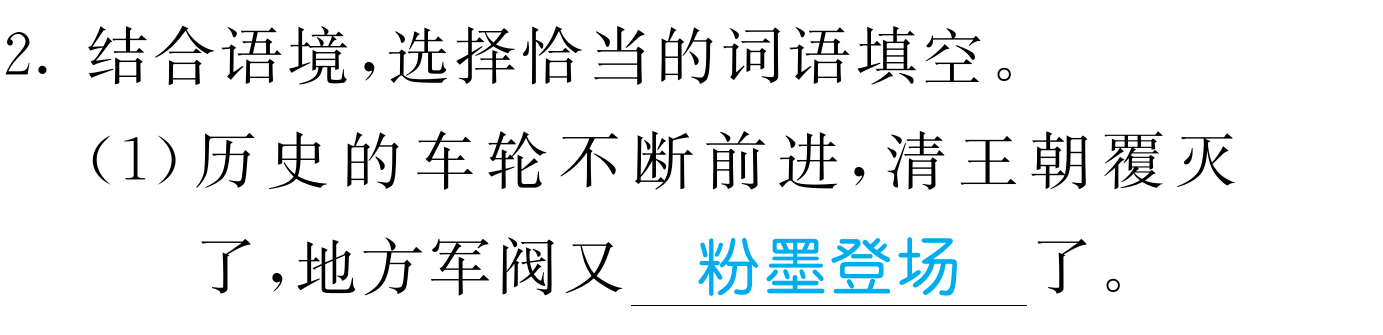 2. 结合语境,选择恰当的词语填空。
(1)历史的车轮不断前进,清王朝覆灭
了,地方军阀又 粉墨登场 了。